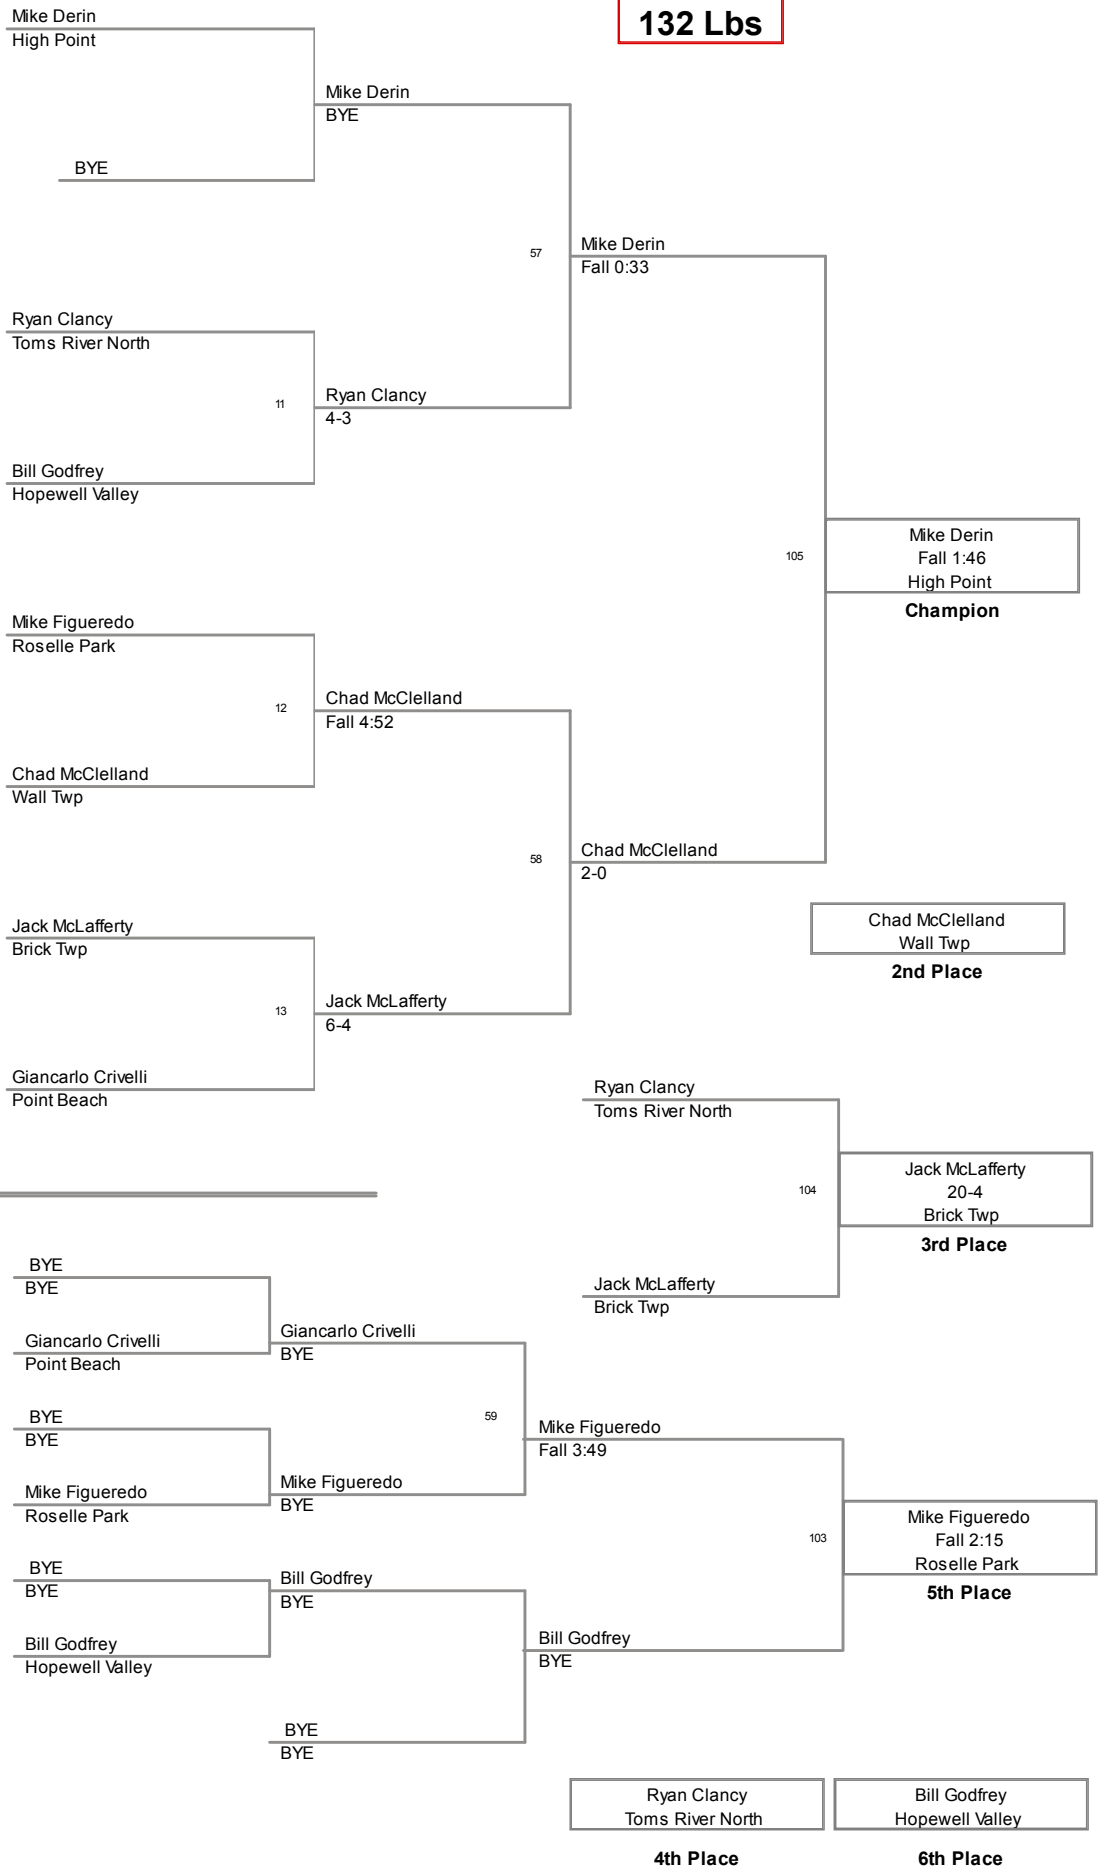 132 Lbs
Mike Derin
High Point
Mike Derin
BYE
BYE
57
Mike Derin
Fall 0:33
Ryan Clancy
Toms River North
11
Ryan Clancy
4-3
Bill Godfrey
Hopewell Valley
105
Mike Derin
Fall 1:46
High Point
Champion
Mike Figueredo
Roselle Park
12
Chad McClelland
Fall 4:52
Chad McClelland
Wall Twp
58
Chad McClelland
2-0
Chad McClelland
Wall Twp
2nd Place
Jack McLafferty
Brick Twp
13
Jack McLafferty
6-4
Giancarlo Crivelli
Point Beach
Ryan Clancy
Toms River North
104
Jack McLafferty
20-4
Brick Twp
3rd Place
Jack McLafferty
Brick Twp
BYE
BYE
Giancarlo Crivelli
BYE
Giancarlo Crivelli
Point Beach
BYE
BYE
59
Mike Figueredo
Fall 3:49
Mike Figueredo
BYE
Mike Figueredo
Roselle Park
103
Mike Figueredo
Fall 2:15
Roselle Park
5th Place
BYE
BYE
Bill Godfrey
BYE
Bill Godfrey
Hopewell Valley
Bill Godfrey
BYE
BYE
BYE
Ryan Clancy
Toms River North
4th Place
Bill Godfrey
Hopewell Valley
6th Place